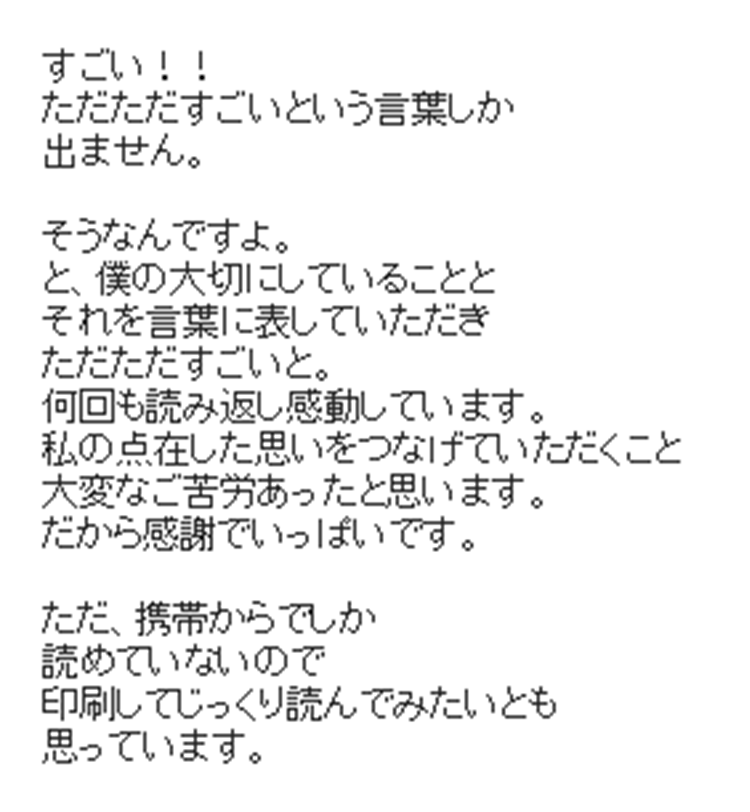 すごい！！
ただただすごいという言葉しか
出ません。
そうなんですよ。
と、僕の大切にしていることと
それを言葉に表していただき
ただただすごいと。
何回も読み返し感動しています。
私の点在した思いをつなげていただくこと
大変なご苦労あったと思います。
だから感謝でいっぱいです。
ただ、携帯からでしか
読めていないので
印刷してじっくり読んでみたいとも
思っています。